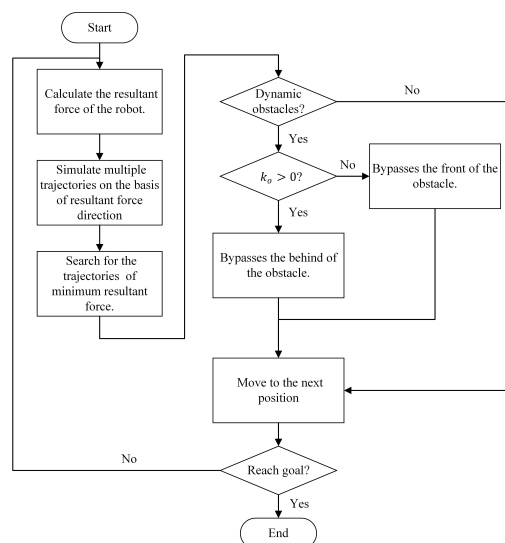 Start
Calculate the resultant
force of the robot.
Simulate multiple
trajectories on the basis
of resultant force
direction
Search for the
trajectories of
minimum resultant
force.
Dynamic
obstacles?
No
Yes
k_o > 0?
No
Bypasses the front of the
obstacle.
Yes
Bypasses the behind of
the obstacle.
Move to the next
position
Reach goal?
No
Yes
End